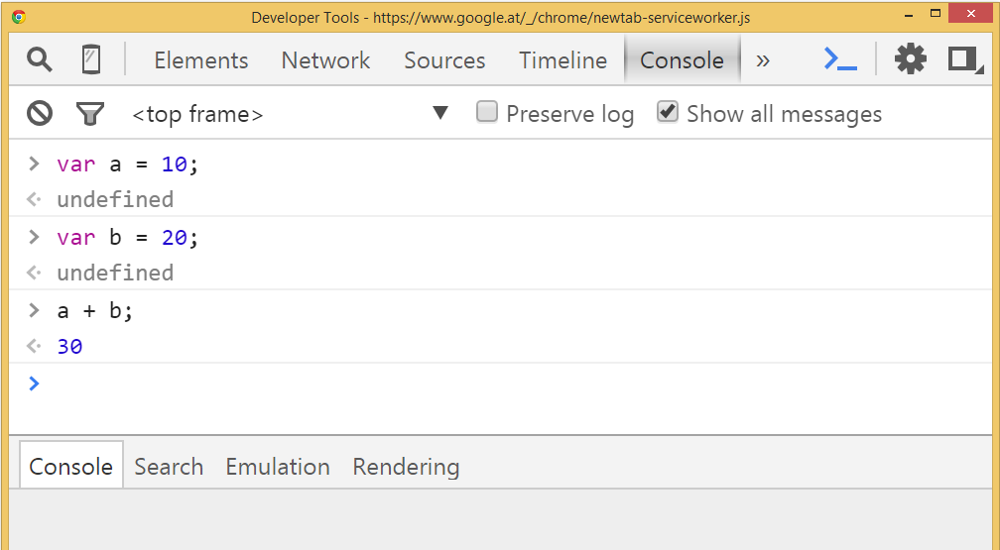 Developer Tools - https://www.google.at/_/chrome/newtab-serviceworker.js
Elements Network Sources Timeline Console »
<top frame> ▼ Preserve log Show all messages
> var a = 10;
undefined
> var b = 20;
undefined
> a + b;
30
>
Console Search Emulation Rendering